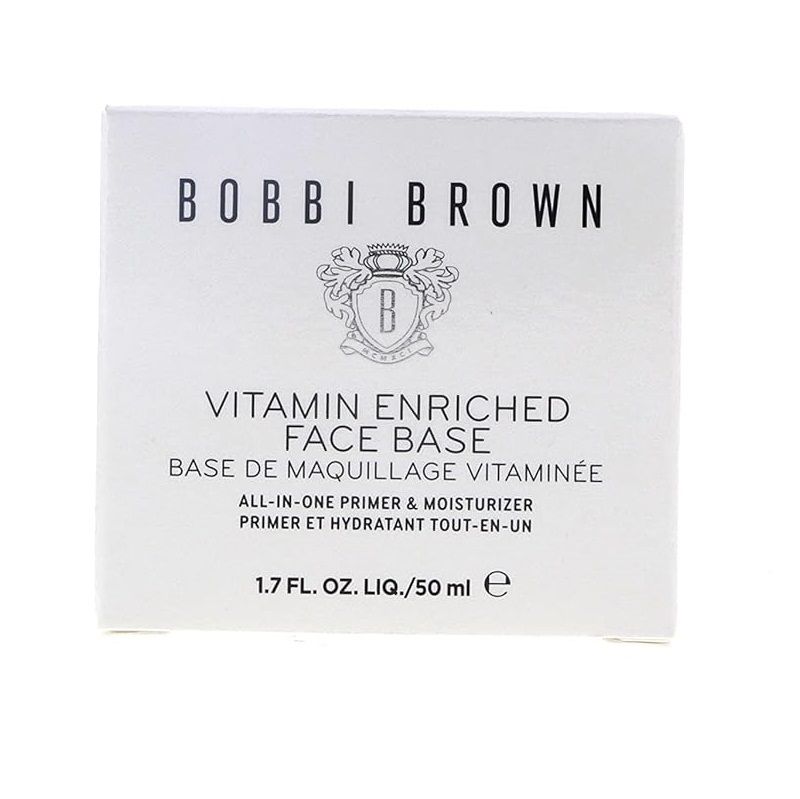 BOBBI BROWN
B
MCMXCI
VITAMIN ENRICHED
FACE BASE
BASE DE MAQUILLAGE VITAMINÉE
ALL-IN-ONE PRIMER & MOISTURIZER
PRIMER ET HYDRATANT TOUT-EN-UN
1.7 FL. OZ. LIQ./50 ml ℮